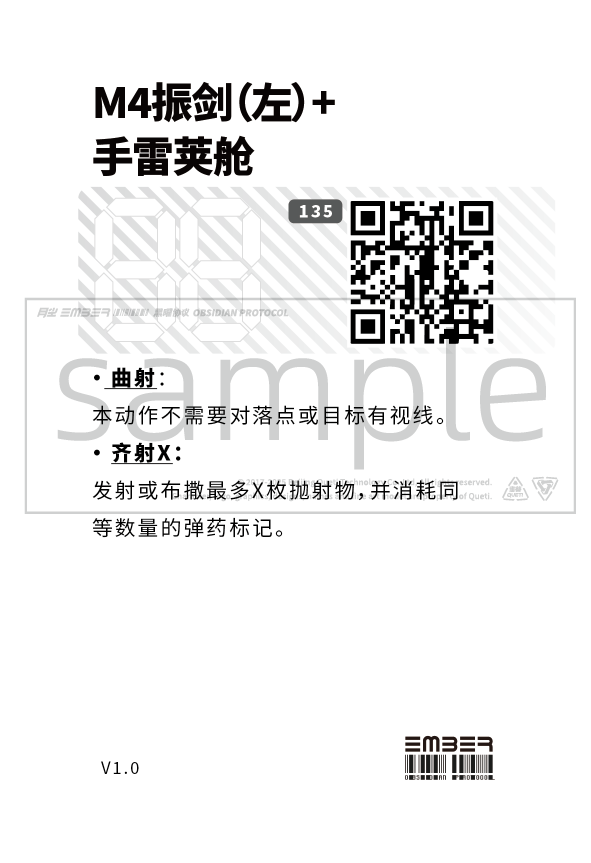 M4振剑(左)+
手雷荚舱
135
EMBER 黑曜协议 OBSIDIAN PROTOCOL
sample
• 曲射:
本动作不需要对落点或目标有视线。
• 齐射X:
发射或布撒最多X枚抛射物,并消耗同
等数量的弹药标记。
EMBER
V1.0